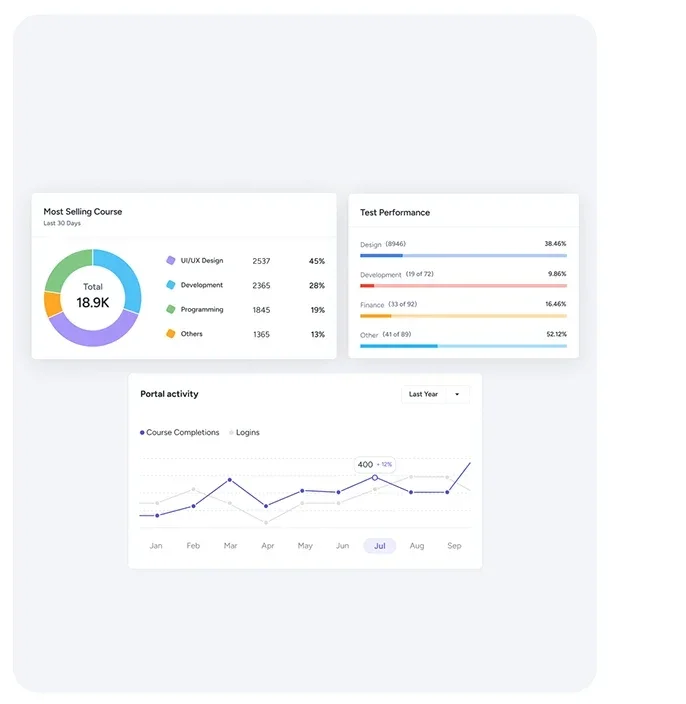 Most Selling Course
Last 30 Days
Total
18.9K
UI/UX Design 2537 45%
Development 2365 28%
Programming 1845 19%
Others 1365 13%
Test Performance
Design (8946) 38.46%
Development (19 of 72) 9.86%
Finance (33 of 92) 16.46%
Other (41 of 89) 52.12%
Portal activity
Last Year
Course Completions Logins
400 + 12%
Jan Feb Mar Apr May Jun Jul Aug Sep